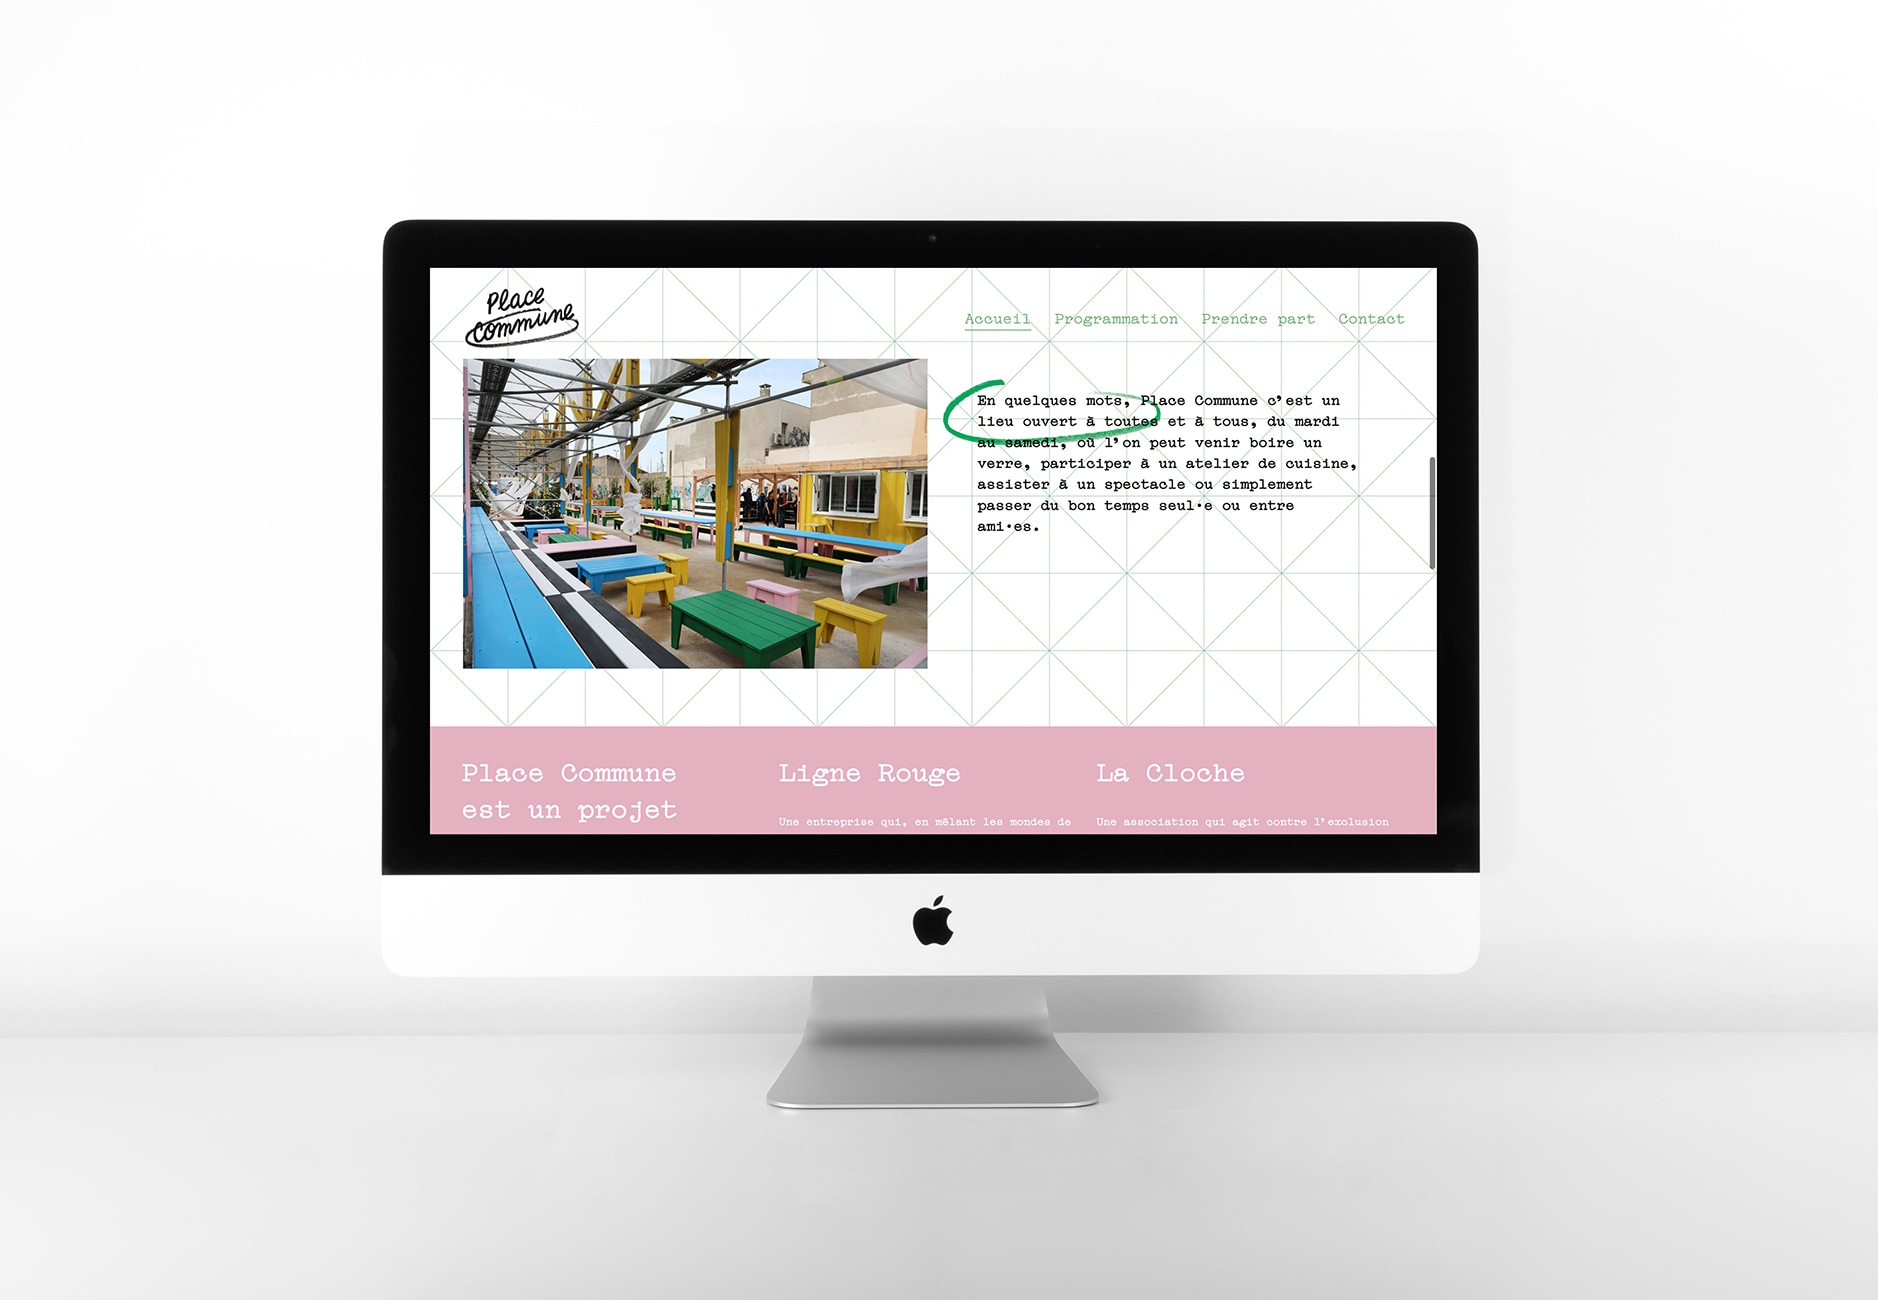 Place
Commune
Accueil Programmation Prendre part Contact
En quelques mots, Place Commune c'est un
lieu ouvert à toutes et à tous, du mardi
au samedi, où l'on peut venir boire un
verre, participer à un atelier de cuisine,
assister à un spectacle ou simplement
passer du bon temps seul·e ou entre
ami·es.
Place Commune
est un projet
Ligne Rouge
Une entreprise qui, en mêlant les mondes de
La Cloche
Une association qui agit contre l'exclusion